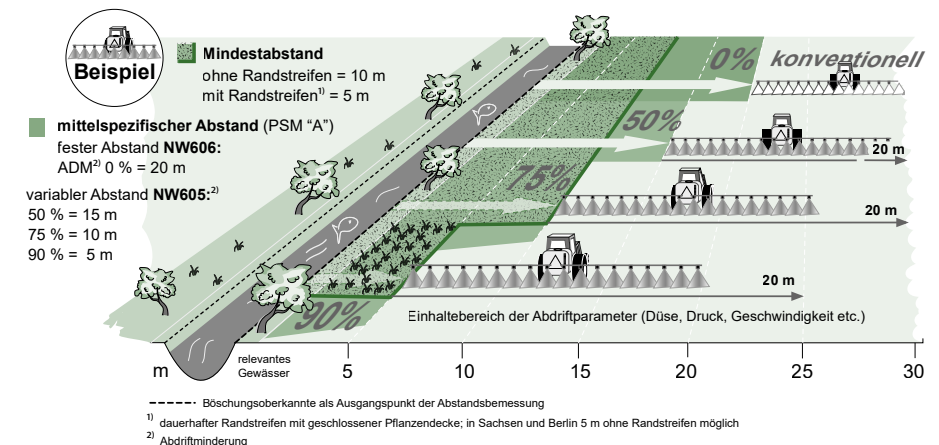 Beispiel
Mindestabstand
ohne Randstreifen = 10 m
mit Randstreifen¹⁾ = 5 m
mittelspezifischer Abstand (PSM "A")
fester Abstand NW606:
ADM²⁾ 0 % = 20 m
variabler Abstand NW605:²⁾
50 % = 15 m
75 % = 10 m
90 % = 5 m
0% konventionell
50%
20 m
75%
20 m
20 m
90%
Einhaltebereich der Abdriftparameter (Düse, Druck, Geschwindigkeit etc.)
m
relevantes
Gewässer
5 10 15 20 25 30
Böschungsoberkante als Ausgangspunkt der Abstandsbemessung
¹⁾ dauerhafter Randstreifen mit geschlossener Pflanzendecke; in Sachsen und Berlin 5 m ohne Randstreifen möglich
²⁾ Abdriftminderung